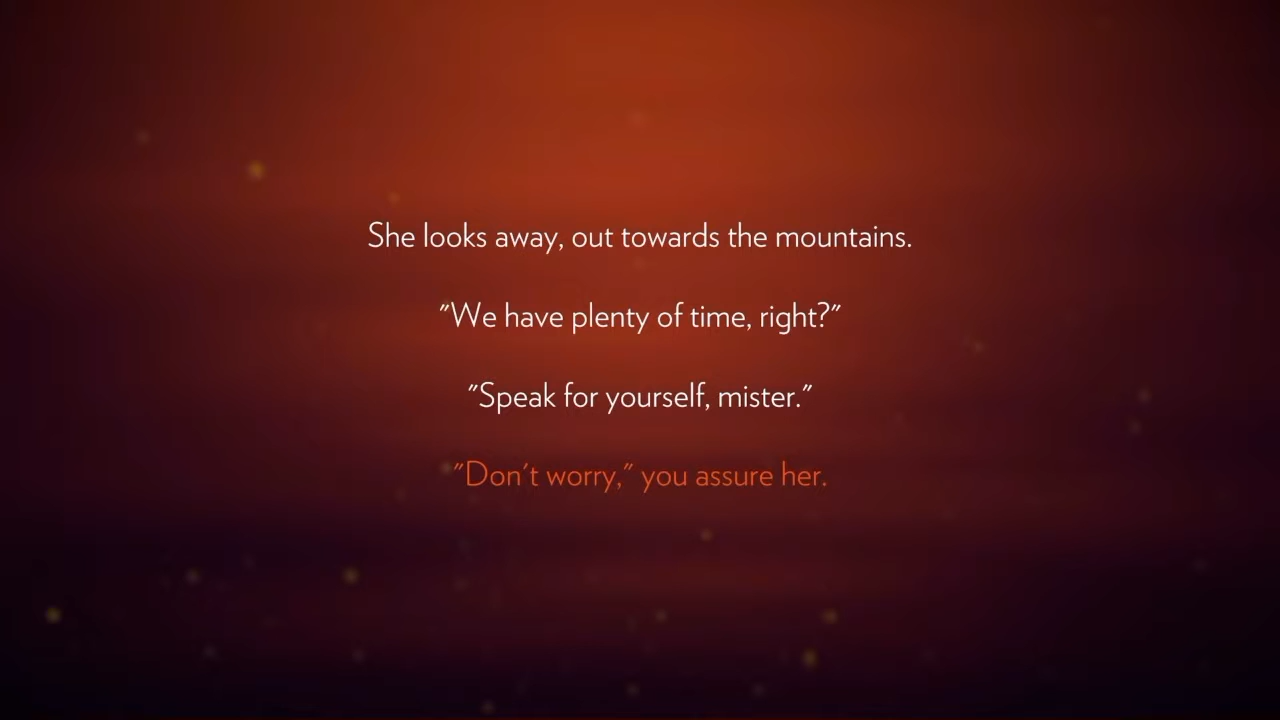 She looks away, out towards the mountains.
"We have plenty of time, right?"
"Speak for yourself, mister."
"Don't worry," you assure her.